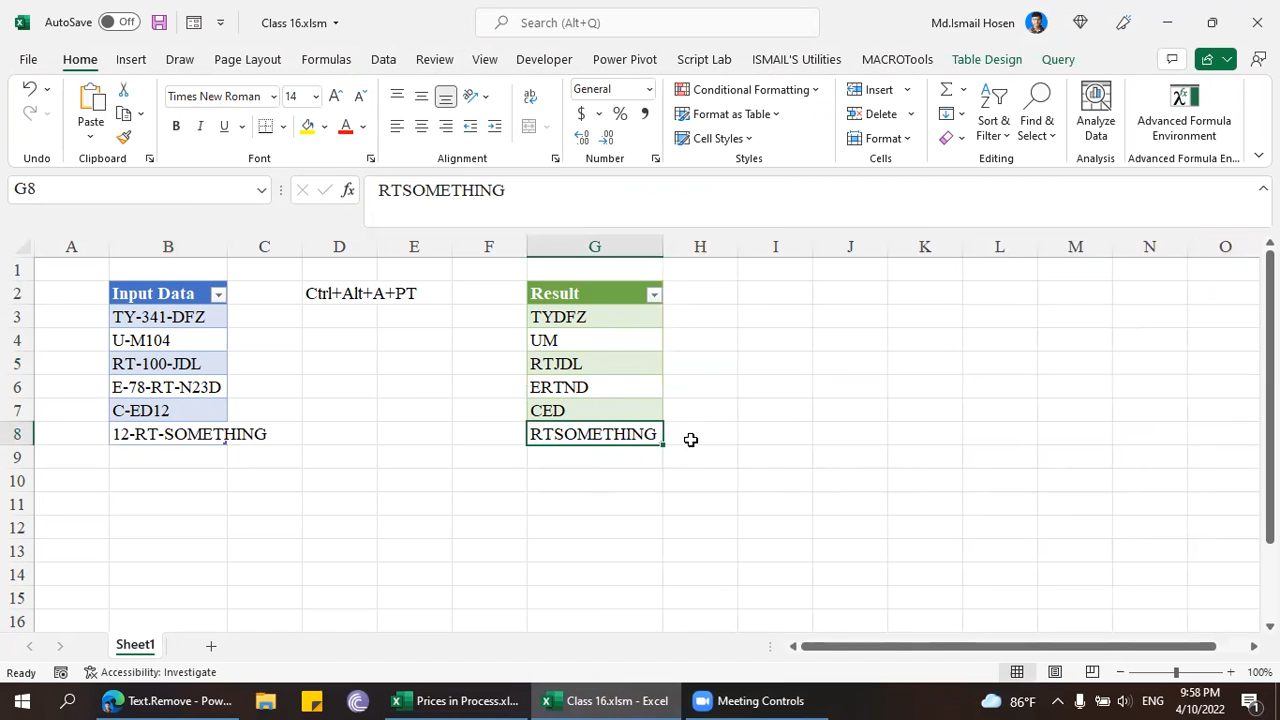 AutoSave Off Class 16.xlsm Search (Alt+Q) Md.Ismail Hosen
File Home Insert Draw Page Layout Formulas Data Review View Developer Power Pivot Script Lab ISMAIL'S Utilities MACROTools Table Design Query
Paste Times New Roman 14 A A General Conditional Formatting Insert Sort & Filter Find & Select Analyze Data Advanced Formula Environment
B I U A $ % , Format as Table Delete
Cell Styles Format
Undo Clipboard Font Alignment Number Styles Cells Editing Analysis Advanced Formula En...
G8 fx RTSOMETHING
A B C D E F G H I J K L M N O
1
2 Input Data Ctrl+Alt+A+PT Result
3 TY-341-DFZ TYDFZ
4 U-M104 UM
5 RT-100-JDL RTJDL
6 E-78-RT-N23D ERTND
7 C-ED12 CED
8 12-RT-SOMETHING RTSOMETHING
9
10
11
12
13
14
15
16
Sheet1
Ready Accessibility: Investigate 100%
Text.Remove - Pow... Prices in Process.xl... Class 16.xlsm - Excel Meeting Controls 86°F ENG 9:58 PM
4/10/2022